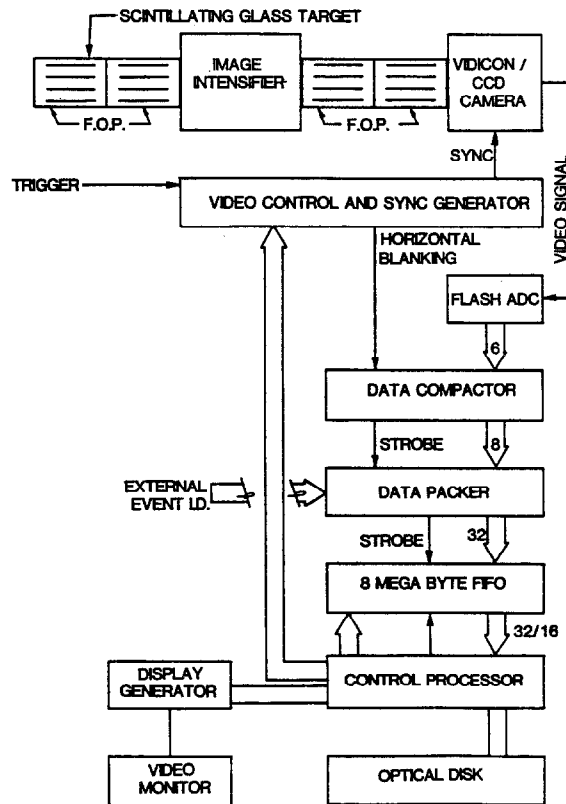 SCINTILLATING GLASS TARGET
IMAGE
INTENSIFIER
VIDICON /
CCD
CAMERA
F.O.P.
F.O.P.
SYNC
VIDEO SIGNAL
TRIGGER
VIDEO CONTROL AND SYNC GENERATOR
HORIZONTAL
BLANKING
FLASH ADC
6
DATA COMPACTOR
STROBE
8
EXTERNAL
EVENT I.D.
DATA PACKER
STROBE
32
8 MEGA BYTE FIFO
32/16
DISPLAY
GENERATOR
CONTROL PROCESSOR
VIDEO
MONITOR
OPTICAL DISK